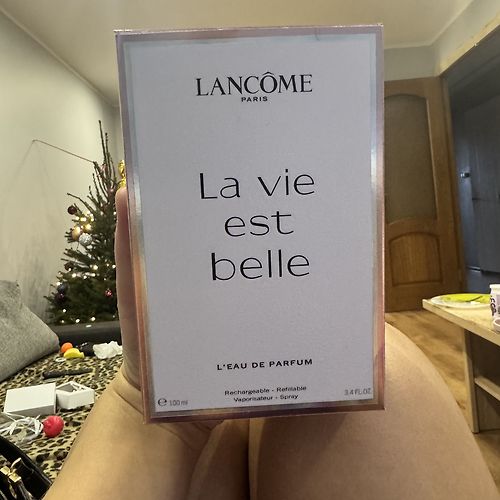 LANCÔME
PARIS
La vie
est
belle
L'EAU DE PARFUM
Rechargeable - Refillable
Vaporisateur - Spray
℮ 100 ml 3.4 FL.OZ.